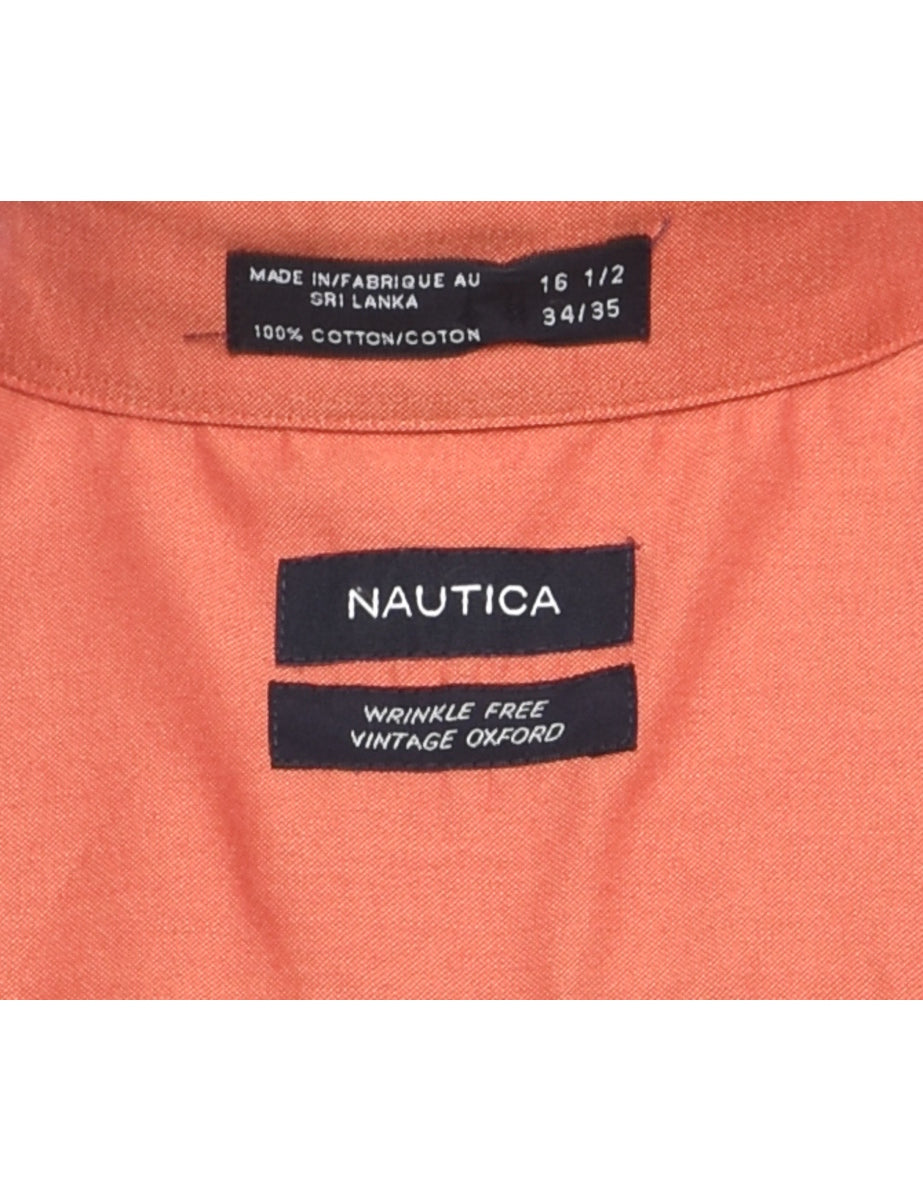 MADE IN/FABRIQUE AU
SRI LANKA
100% COTTON/COTON
16 1/2
34/35
NAUTICA
WRINKLE FREE
VINTAGE OXFORD